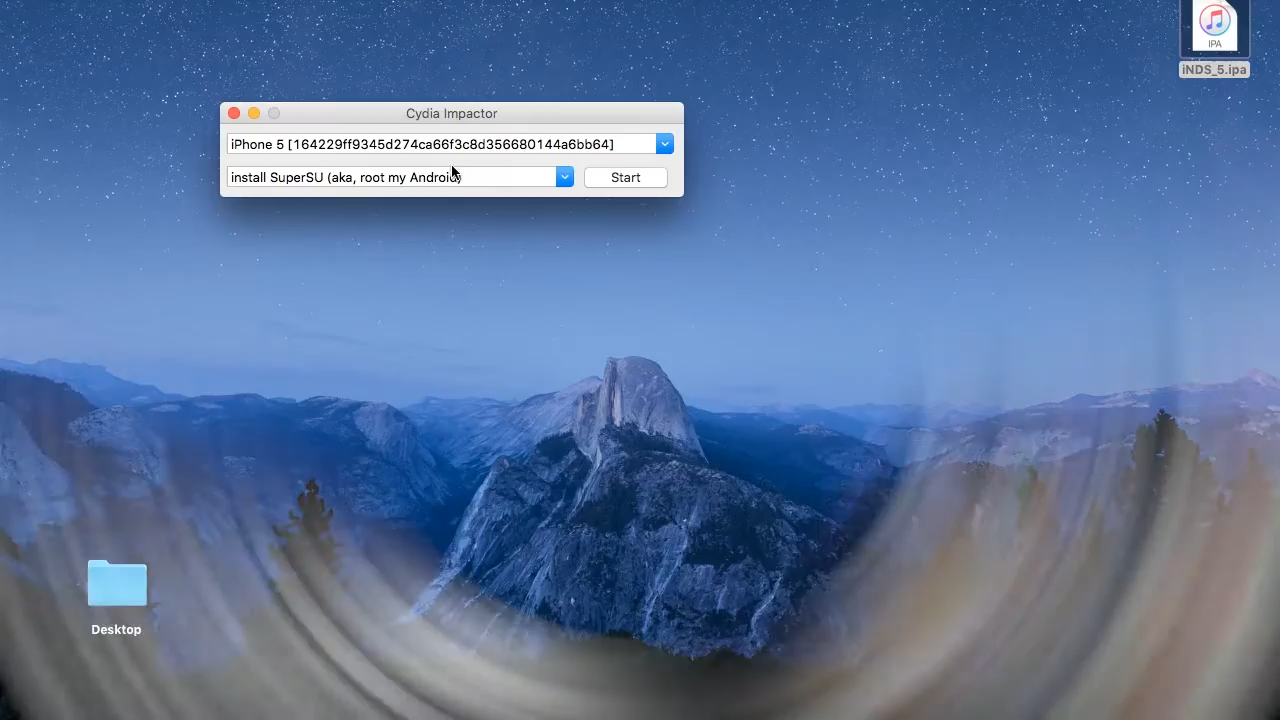 IPA
iNDS_5.ipa
Cydia Impactor
iPhone 5 [164229ff9345d274ca66f3c8d356680144a6bb64]
install SuperSU (aka, root my Android)
Start
Desktop